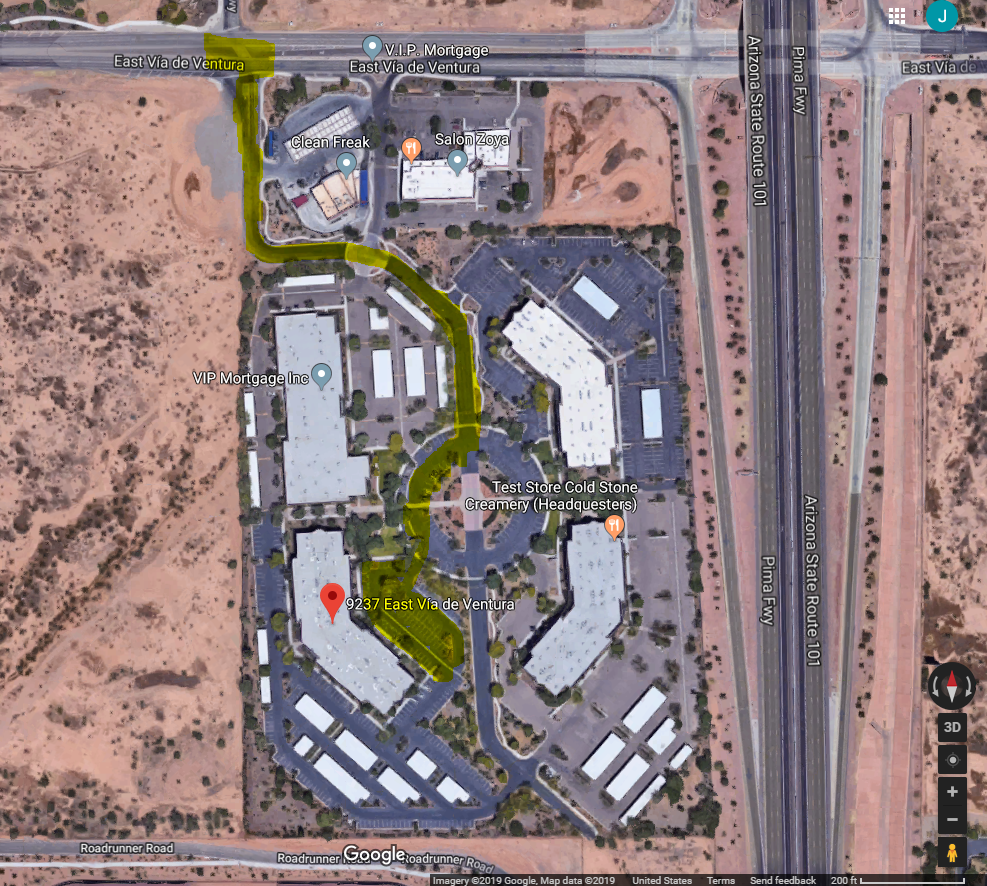 wy
J
V.I.P. Mortgage
East Vía de Ventura
East Vía de Ventura
East Vía de
Arizona State Route 101
Pima Fwy
Clean Freak
Salon Zoya
VIP Mortgage Inc
Test Store Cold Stone
Creamery (Headquesters)
9237 East Vía de Ventura
Pima Fwy
Arizona State Route 101
3D
Roadrunner Road
Roadrunner
Google
Roadrunner Road
Imagery ©2019 Google, Map data ©2019 United States Terms Send feedback 200 ft